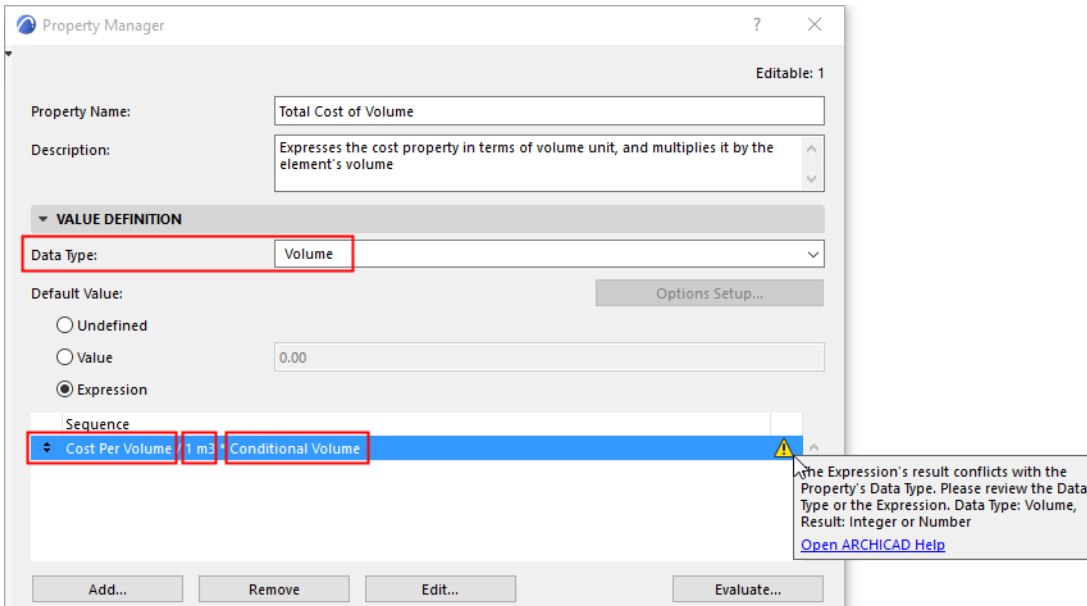 Property Manager
?
Editable: 1
Property Name:
Total Cost of Volume
Description:
Expresses the cost property in terms of volume unit, and multiplies it by the
element's volume
VALUE DEFINITION
Data Type:
Volume
Default Value:
Options Setup...
Undefined
Value
0.00
Expression
Sequence
Cost Per Volume / 1 m3 * Conditional Volume
The Expression's result conflicts with the
Property's Data Type. Please review the Data
Type or the Expression. Data Type: Volume,
Result: Integer or Number
Open ARCHICAD Help
Add...
Remove
Edit...
Evaluate...